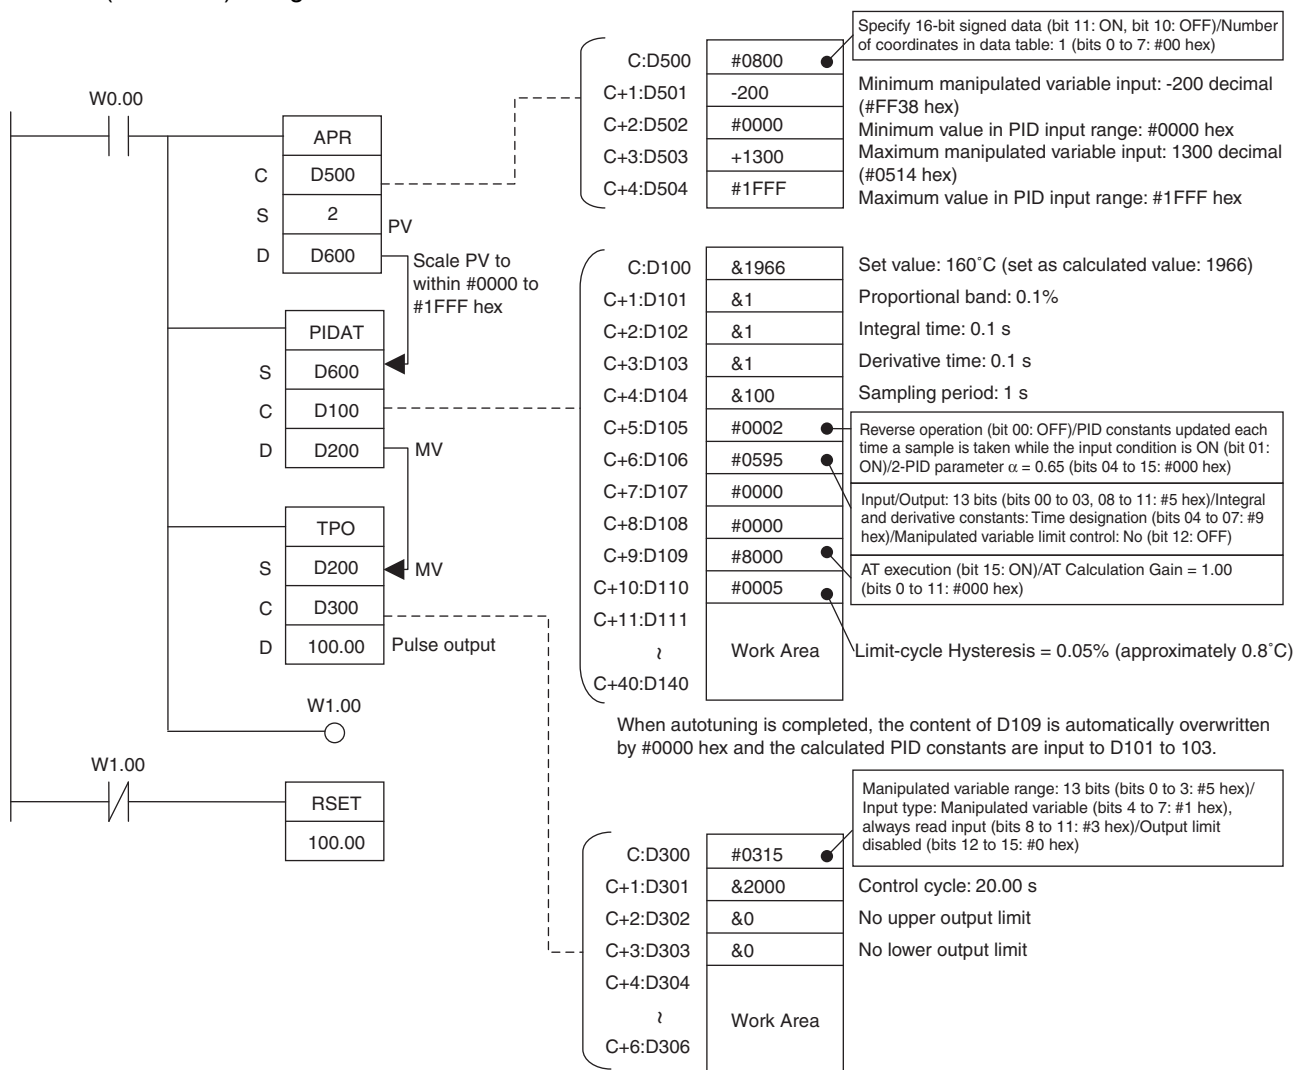 W0.00
APR
C D500
S 2 PV
D D600
Scale PV to
within #0000 to
#1FFF hex
PIDAT
S D600
C D100
D D200 MV
TPO
S D200 MV
C D300
D 100.00 Pulse output
W1.00
W1.00
RSET
100.00
Specify 16-bit signed data (bit 11: ON, bit 10: OFF)/Number
of coordinates in data table: 1 (bits 0 to 7: #00 hex)
C:D500 #0800
C+1:D501 -200
C+2:D502 #0000
C+3:D503 +1300
C+4:D504 #1FFF
Minimum manipulated variable input: -200 decimal
(#FF38 hex)
Minimum value in PID input range: #0000 hex
Maximum manipulated variable input: 1300 decimal
(#0514 hex)
Maximum value in PID input range: #1FFF hex
C:D100 &1966 Set value: 160˚C (set as calculated value: 1966)
C+1:D101 &1 Proportional band: 0.1%
C+2:D102 &1 Integral time: 0.1 s
C+3:D103 &1 Derivative time: 0.1 s
C+4:D104 &100 Sampling period: 1 s
C+5:D105 #0002
C+6:D106 #0595
C+7:D107 #0000
C+8:D108 #0000
C+9:D109 #8000
C+10:D110 #0005
C+11:D111
~ Work Area
C+40:D140
Reverse operation (bit 00: OFF)/PID constants updated each
time a sample is taken while the input condition is ON (bit 01:
ON)/2-PID parameter α = 0.65 (bits 04 to 15: #000 hex)
Input/Output: 13 bits (bits 00 to 03, 08 to 11: #5 hex)/Integral
and derivative constants: Time designation (bits 04 to 07: #9
hex)/Manipulated variable limit control: No (bit 12: OFF)
AT execution (bit 15: ON)/AT Calculation Gain = 1.00
(bits 0 to 11: #000 hex)
Limit-cycle Hysteresis = 0.05% (approximately 0.8˚C)
When autotuning is completed, the content of D109 is automatically overwritten
by #0000 hex and the calculated PID constants are input to D101 to 103.
Manipulated variable range: 13 bits (bits 0 to 3: #5 hex)/
Input type: Manipulated variable (bits 4 to 7: #1 hex),
always read input (bits 8 to 11: #3 hex)/Output limit
disabled (bits 12 to 15: #0 hex)
C:D300 #0315
C+1:D301 &2000 Control cycle: 20.00 s
C+2:D302 &0 No upper output limit
C+3:D303 &0 No lower output limit
C+4:D304
~ Work Area
C+6:D306